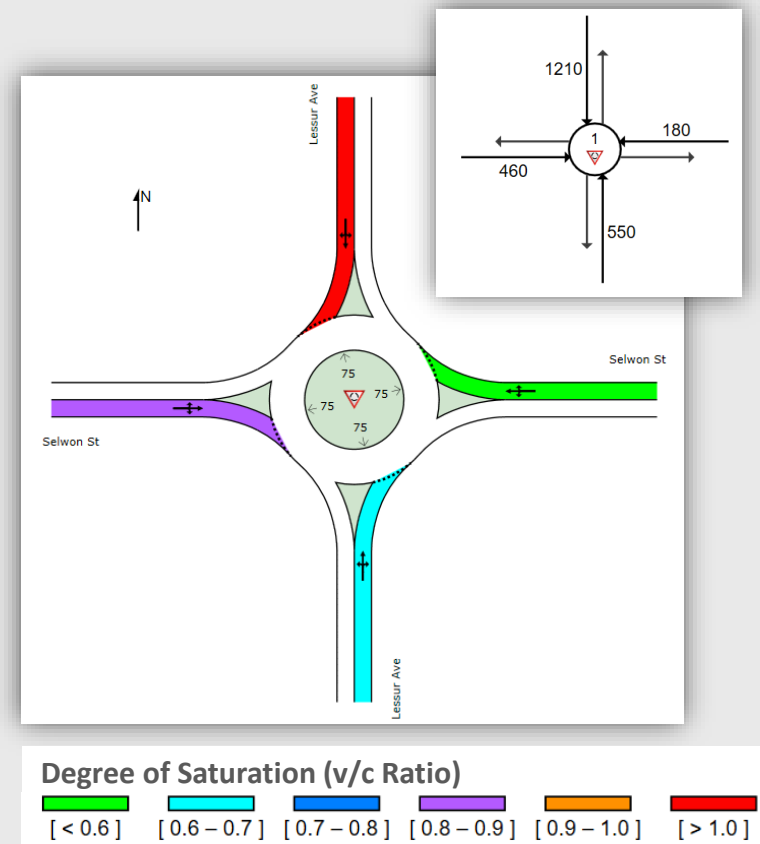 1210
1
180
460
550
Lessur Ave
N
Selwon St
75
75
75
75
Selwon St
Lessur Ave
Degree of Saturation (v/c Ratio)
[ < 0.6 ] [ 0.6 – 0.7 ] [ 0.7 – 0.8 ] [ 0.8 – 0.9 ] [ 0.9 – 1.0 ] [ > 1.0 ]